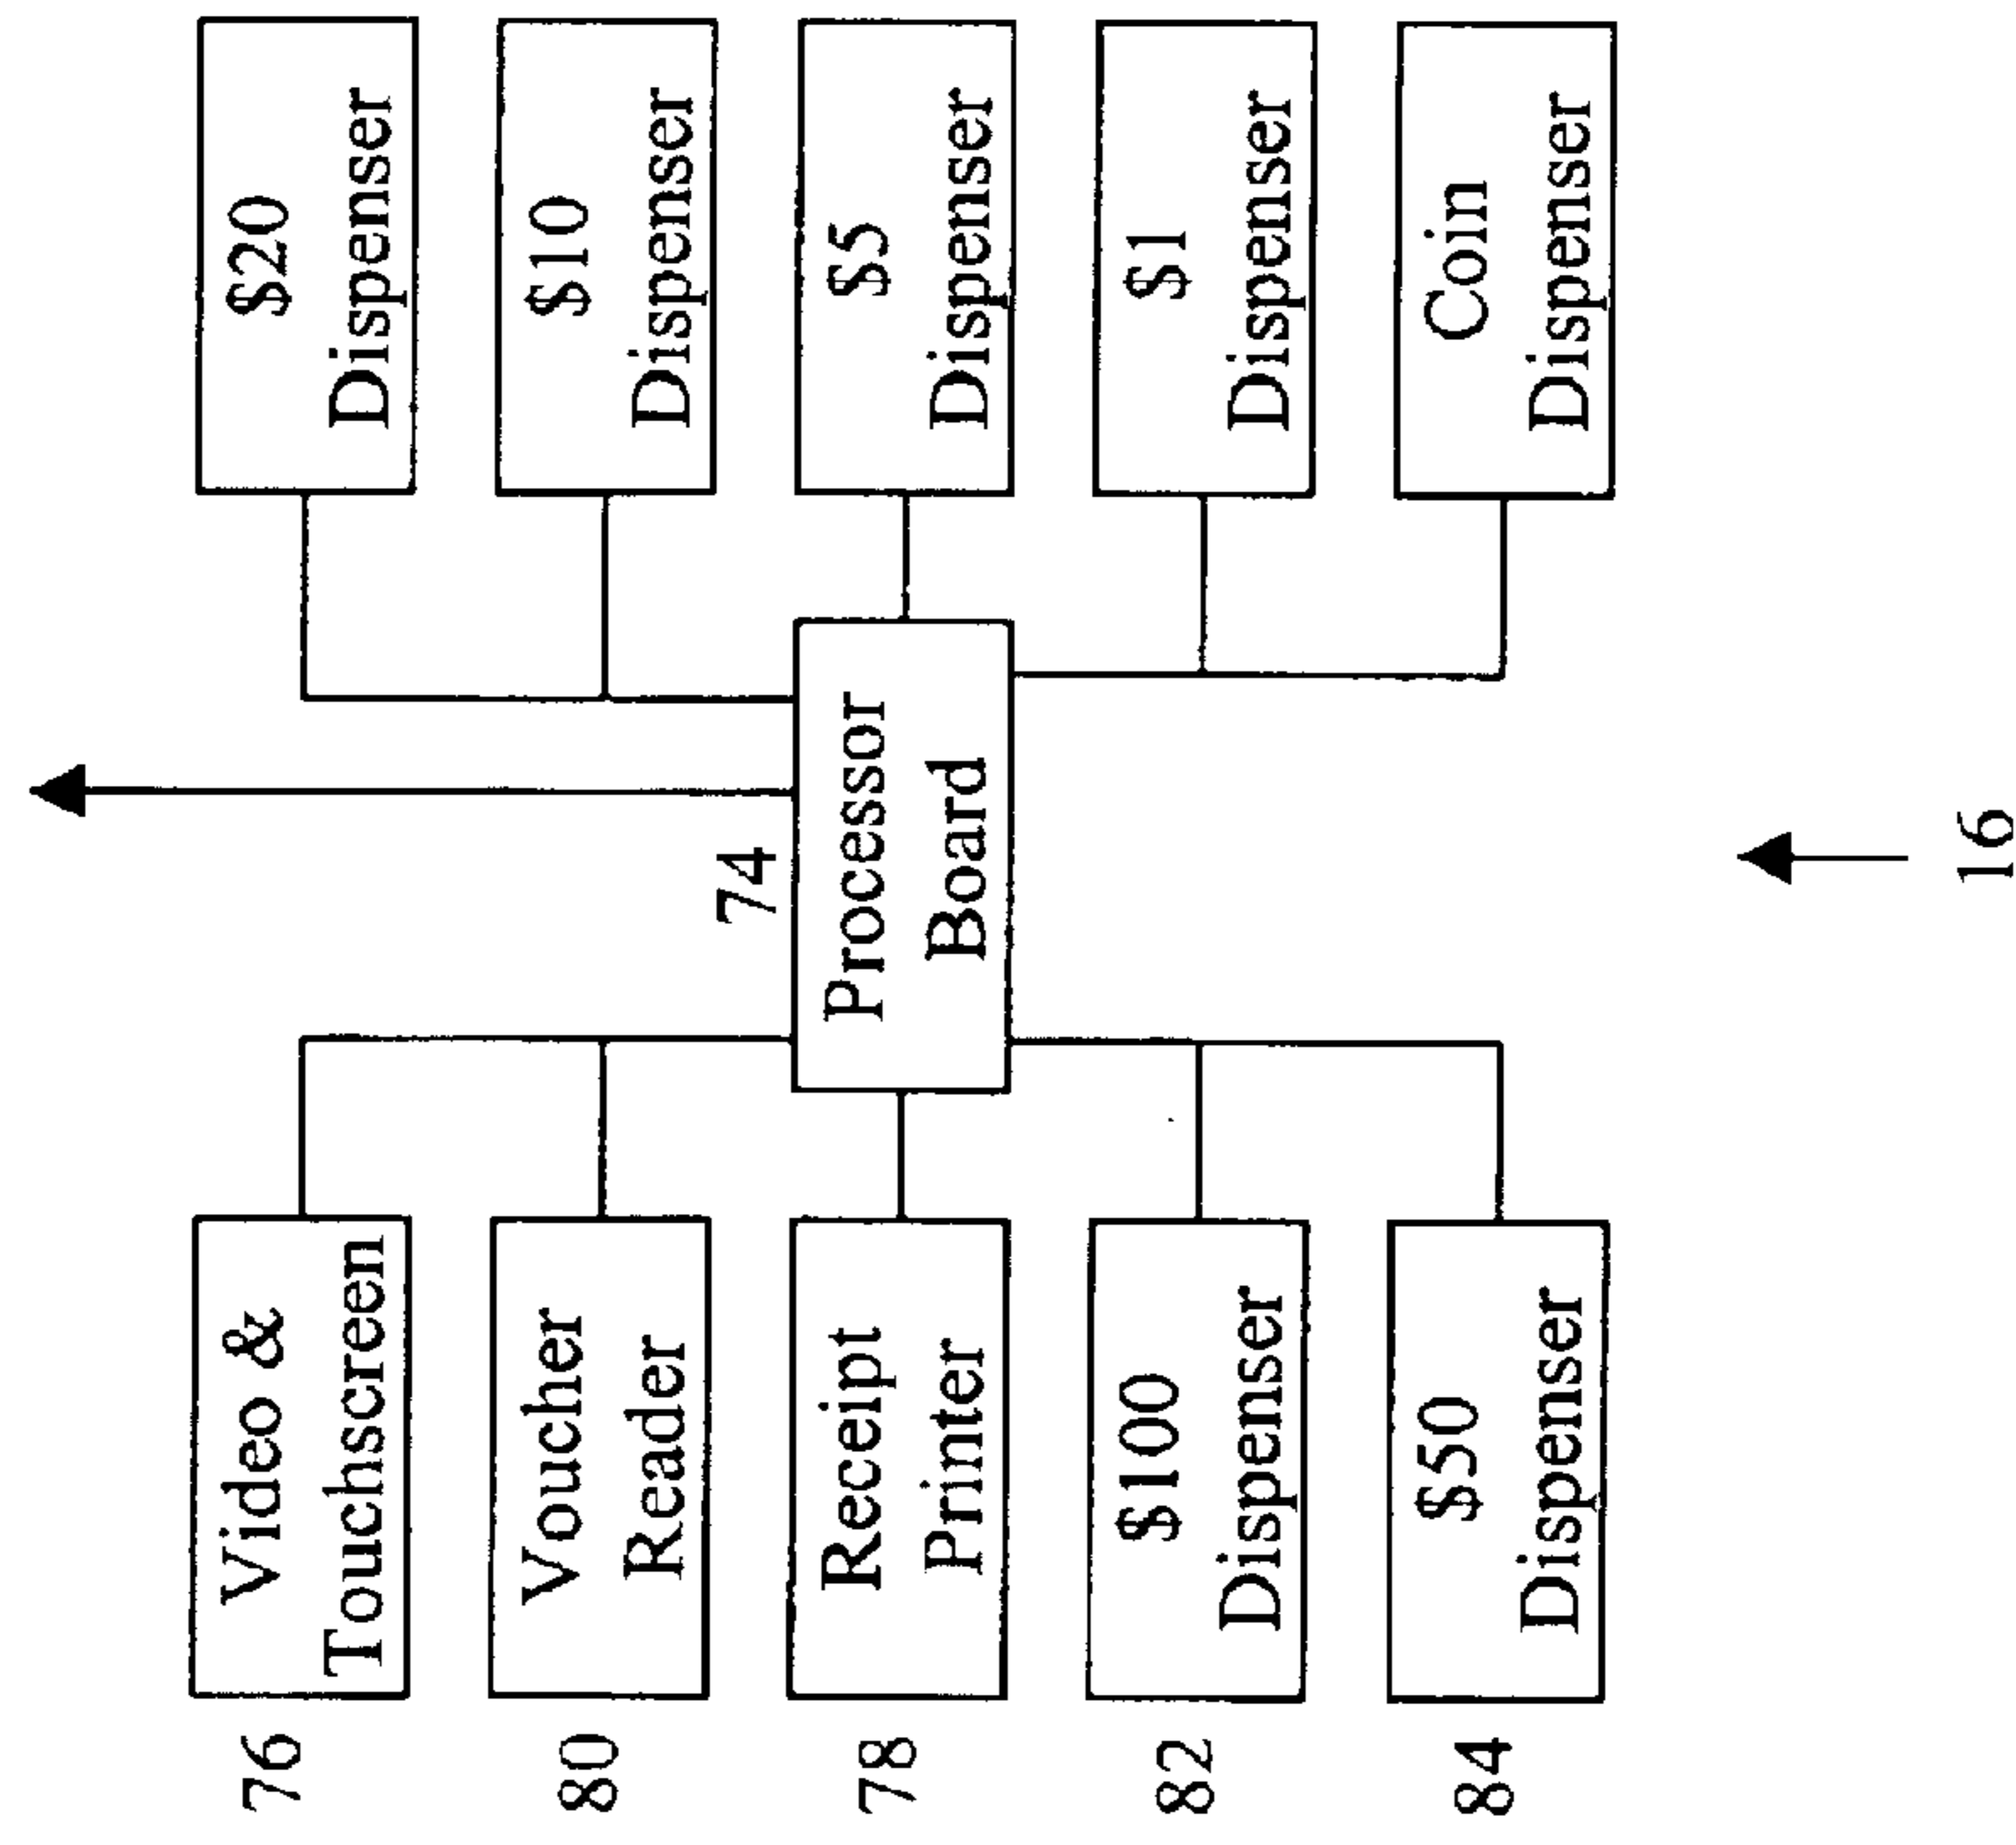 76
Video &
Touchscreen
80
Voucher
Reader
78
Receipt
Printer
82
$100
Dispenser
84
$50
Dispenser
74
Processor
Board
$20
Dispenser
$10
Dispenser
$5
Dispenser
$1
Dispenser
Coin
Dispenser
16